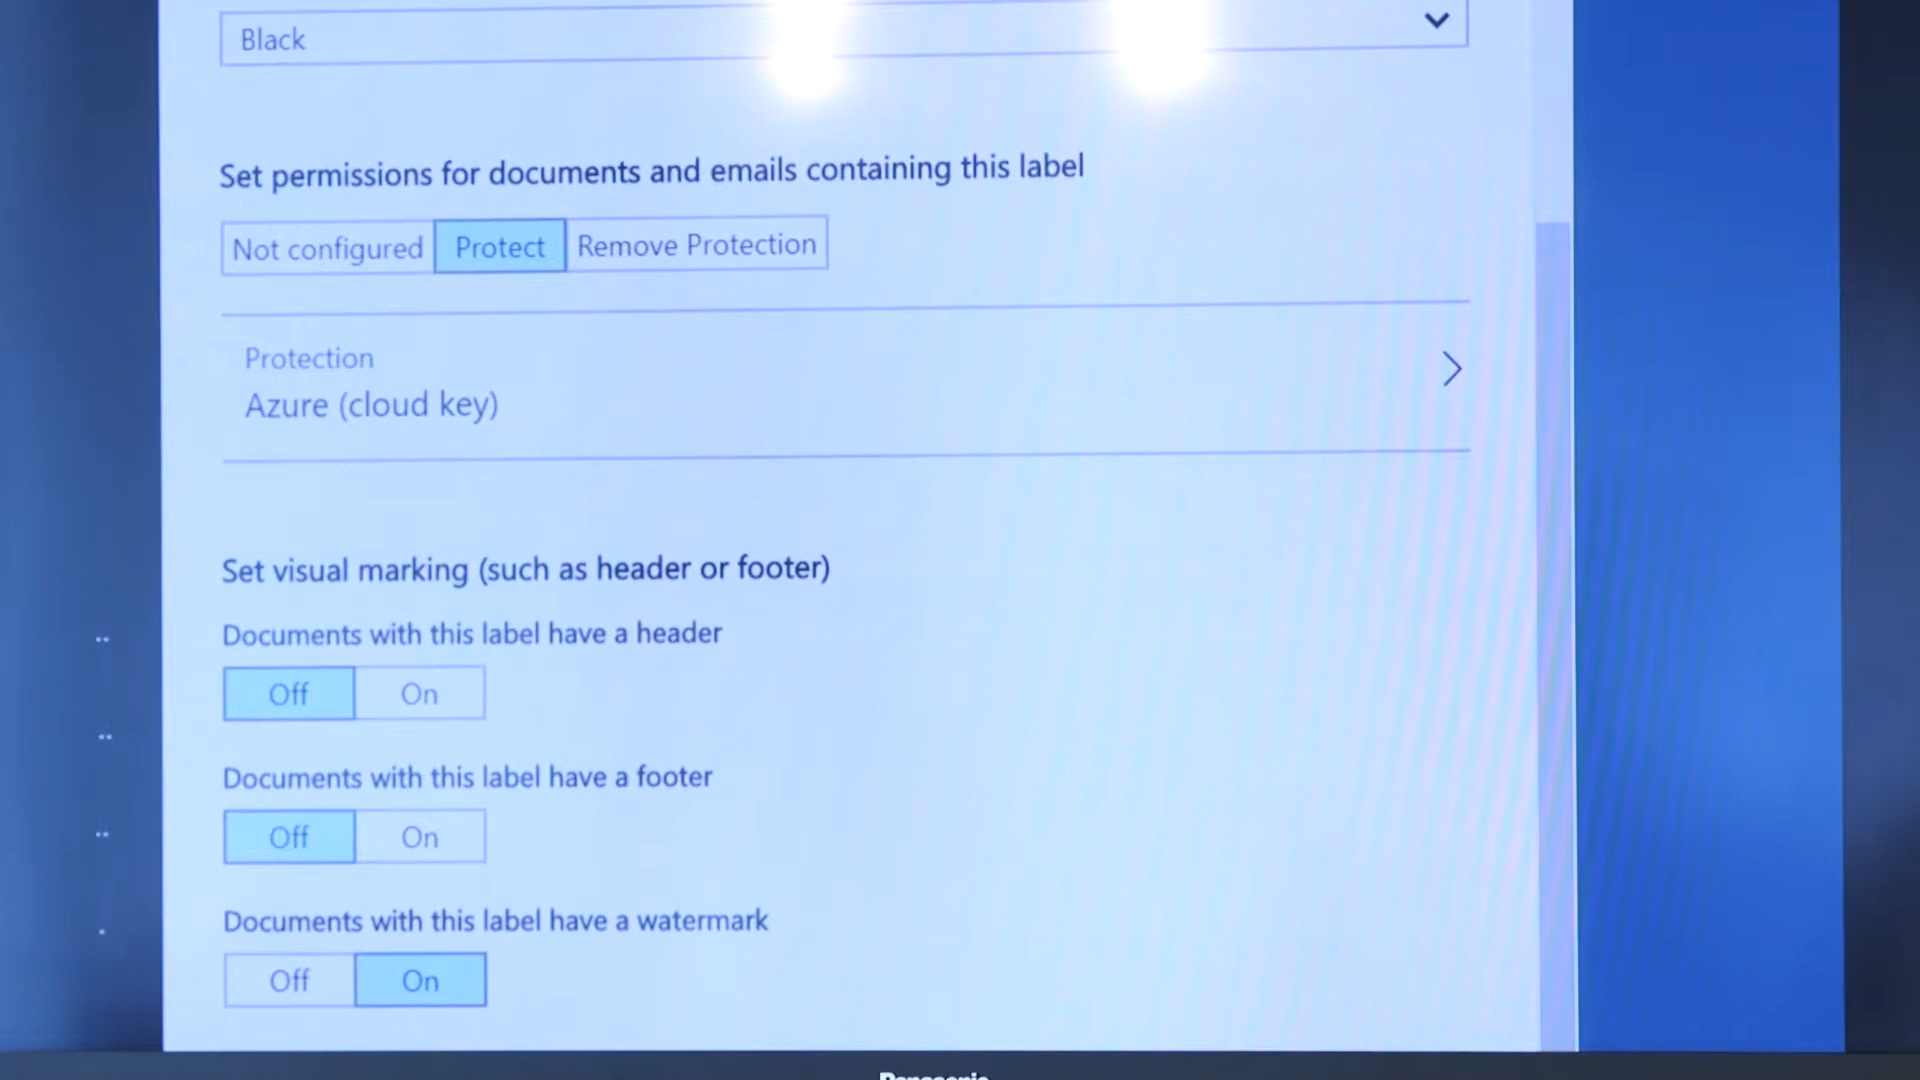 Black
Set permissions for documents and emails containing this label
Not configured Protect Remove Protection
Protection
Azure (cloud key)
Set visual marking (such as header or footer)
Documents with this label have a header
Off On
Documents with this label have a footer
Off On
Documents with this label have a watermark
Off On
Panasonic